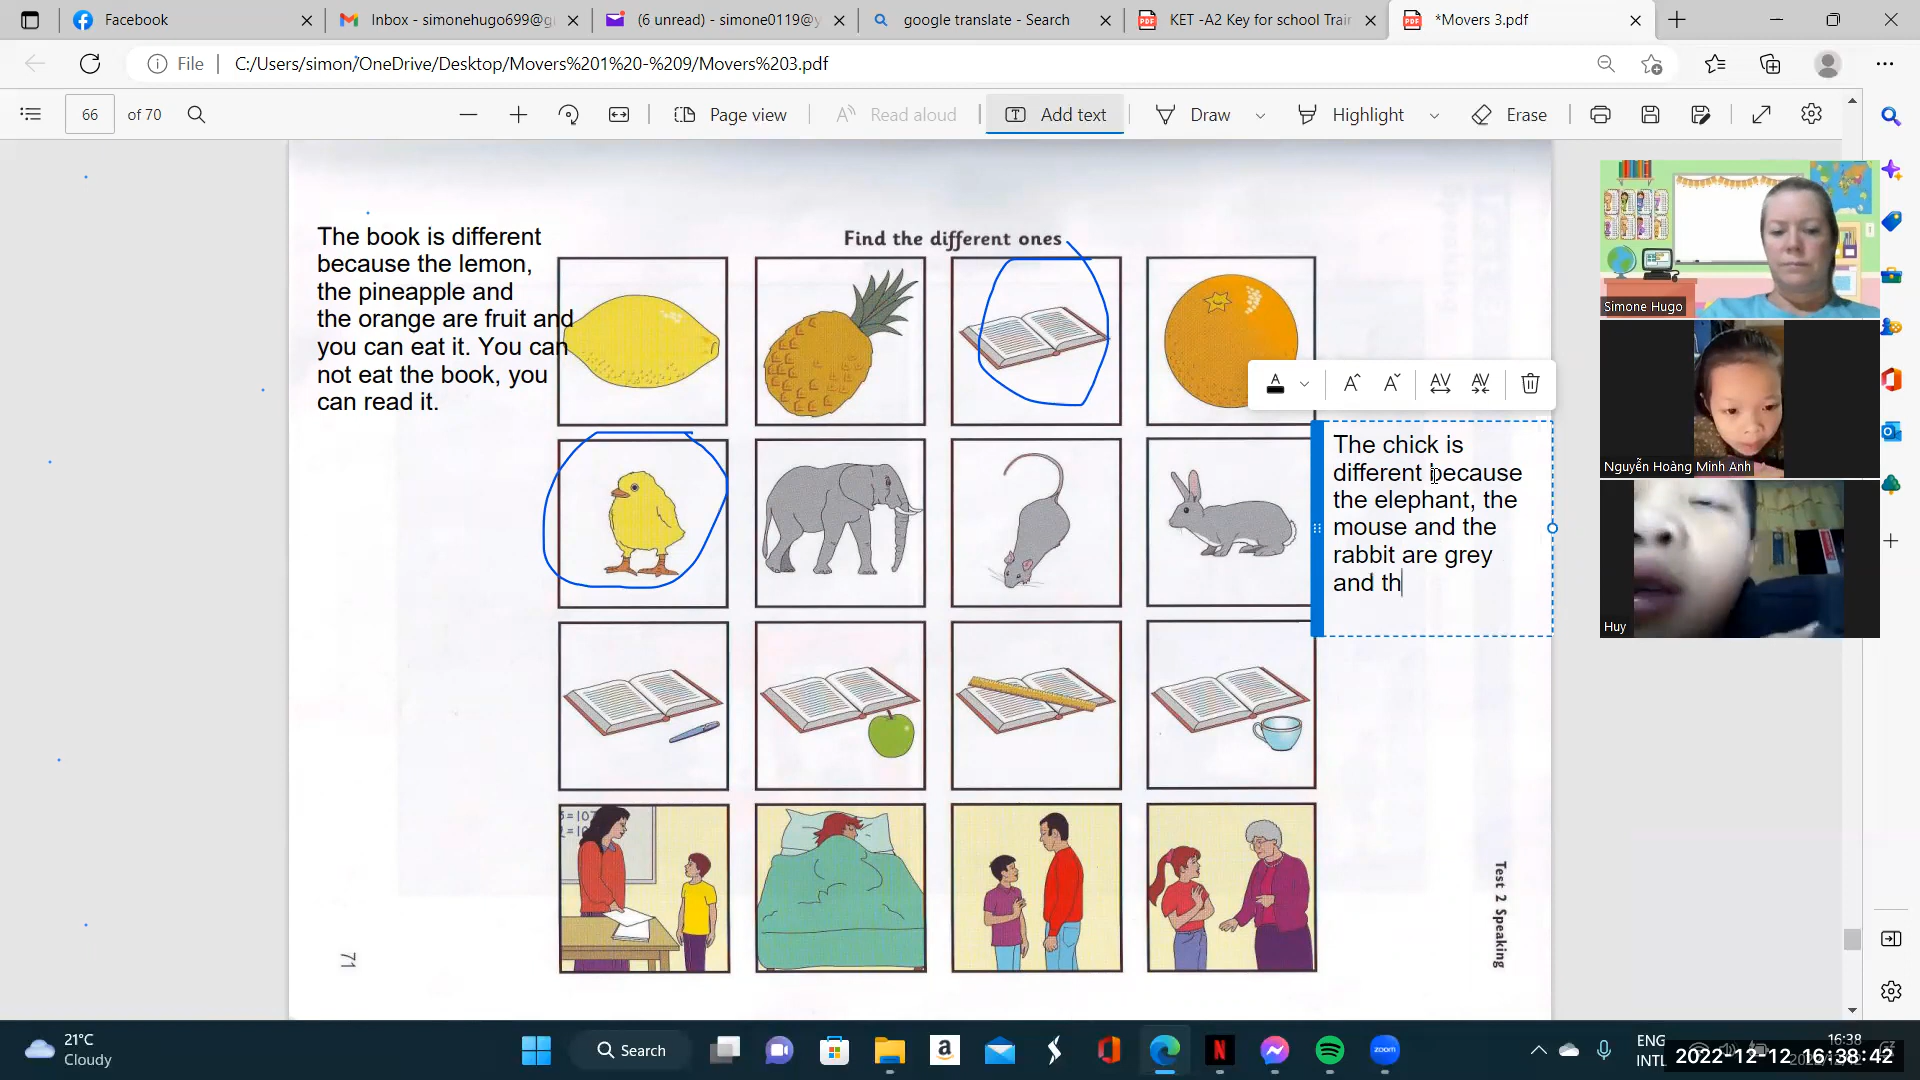 Facebook
Inbox - simonehugo699@g
(6 unread) - simone0119@y
google translate - Search
KET -A2 Key for school Train
*Movers 3.pdf
File
C:/Users/simon/OneDrive/Desktop/Movers%201%20-%209/Movers%203.pdf
66 of 70
Page view
Read aloud
Add text
Draw
Highlight
Erase
Find the different ones
The book is different
because the lemon,
the pineapple and
the orange are fruit and
you can eat it. You can
not eat the book, you
can read it.
The chick is
different because
the elephant, the
mouse and the
rabbit are grey
and th
Test 2 Speaking
71
Simone Hugo
Nguyễn Hoàng Minh Anh
Huy
21°C
Cloudy
Search
zoom
ENG
INTL
16:38
2022-12-12 16:38:42